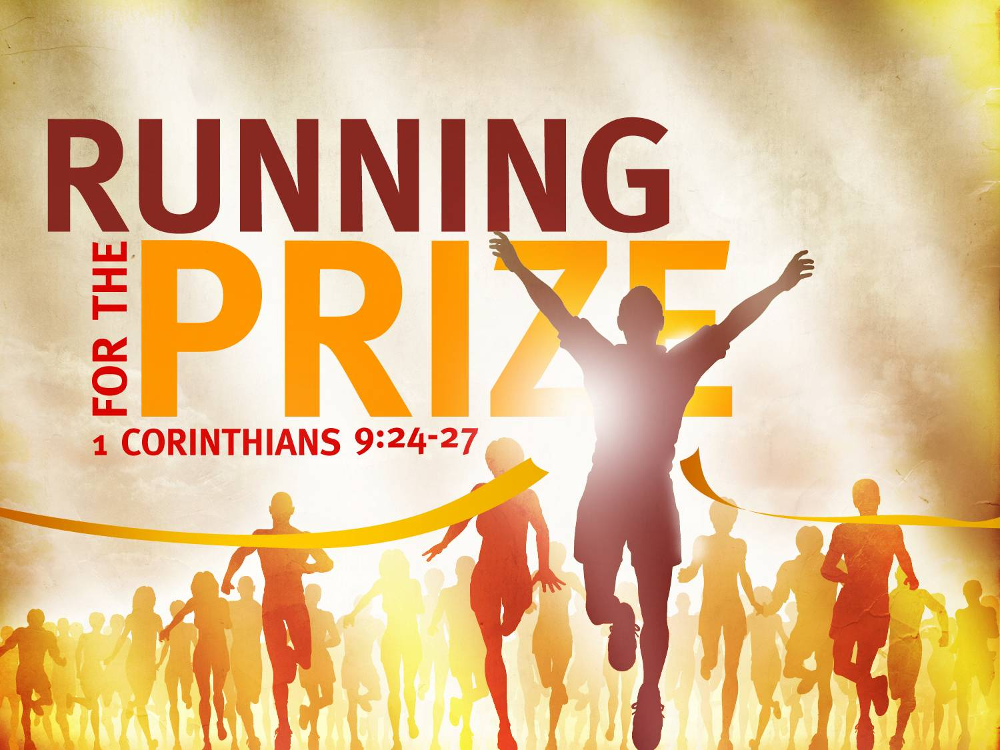 RUNNING
FOR THE
PRIZE
1 CORINTHIANS 9:24-27